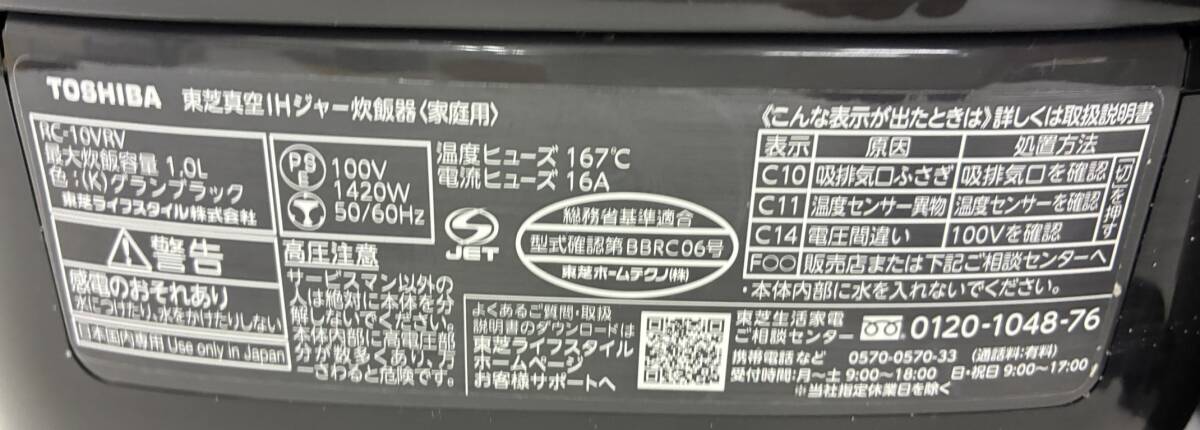 TOSHIBA 東芝真空IHジャー炊飯器〈家庭用〉
RC-10VRV
最大炊飯容量 1.0L
色:(K)グランブラック
東芝ライフスタイル株式会社
PS
E
100V
1420W
50/60Hz
温度ヒューズ 167℃
電流ヒューズ 16A
JET
総務省基準適合
型式確認第BBRC06号
東芝ホームテクノ(株)
警告
感電のおそれあり
水につけたり、水をかけたりしない
日本国内専用 Use only in Japan
高圧注意
サービスマン以外の
人は絶対に本体を分
解しないでください。
本体内部に高電圧部
分が数多くあり、万
一さわると危険です。
《こんな表示が出たときは》詳しくは取扱説明書
表示 原因 処置方法
C10 吸排気口ふさぎ 吸排気口を確認
C11 温度センサー異物 温度センサーを確認
C14 電圧間違い 100Vを確認
「切」を押す
F○○ 販売店または下記ご相談センターへ
・本体内部に水を入れないでください。
よくあるご質問・取扱
説明書のダウンロードは
東芝ライフスタイル
ホームページ
お客様サポートへ
東芝生活家電
ご相談センター 0120-1048-76
携帯電話など 0570-0570-33 (通話料:有料)
受付時間:月〜土 9:00〜18:00 日・祝日 9:00〜17:00
※当社指定休業日を除く